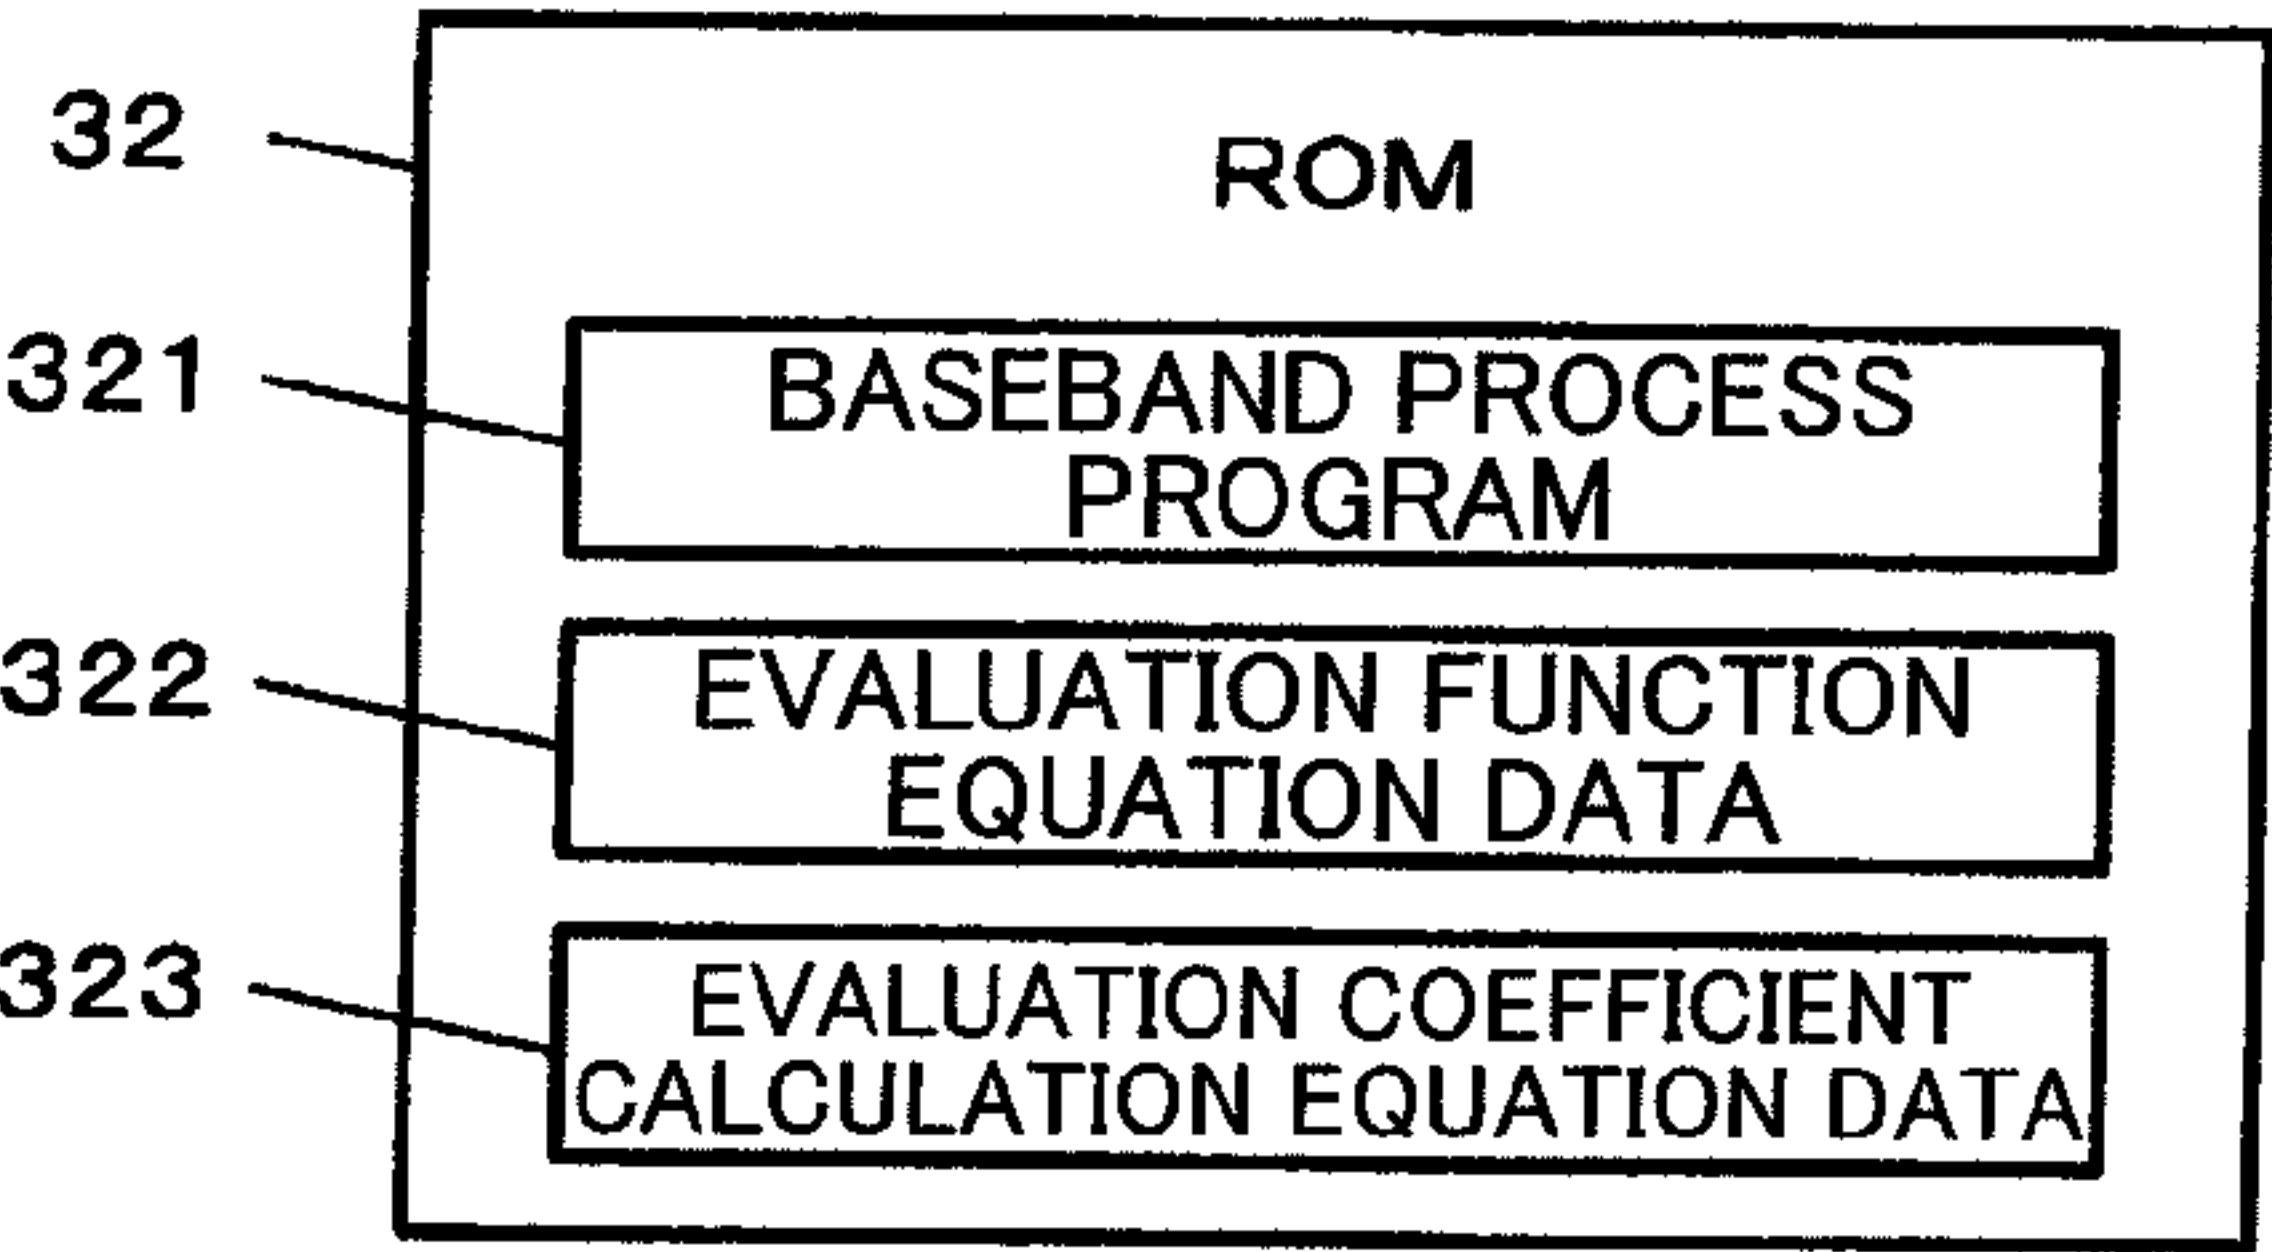 32
ROM
321
BASEBAND PROCESS
PROGRAM
322
EVALUATION FUNCTION
EQUATION DATA
323
EVALUATION COEFFICIENT
CALCULATION EQUATION DATA